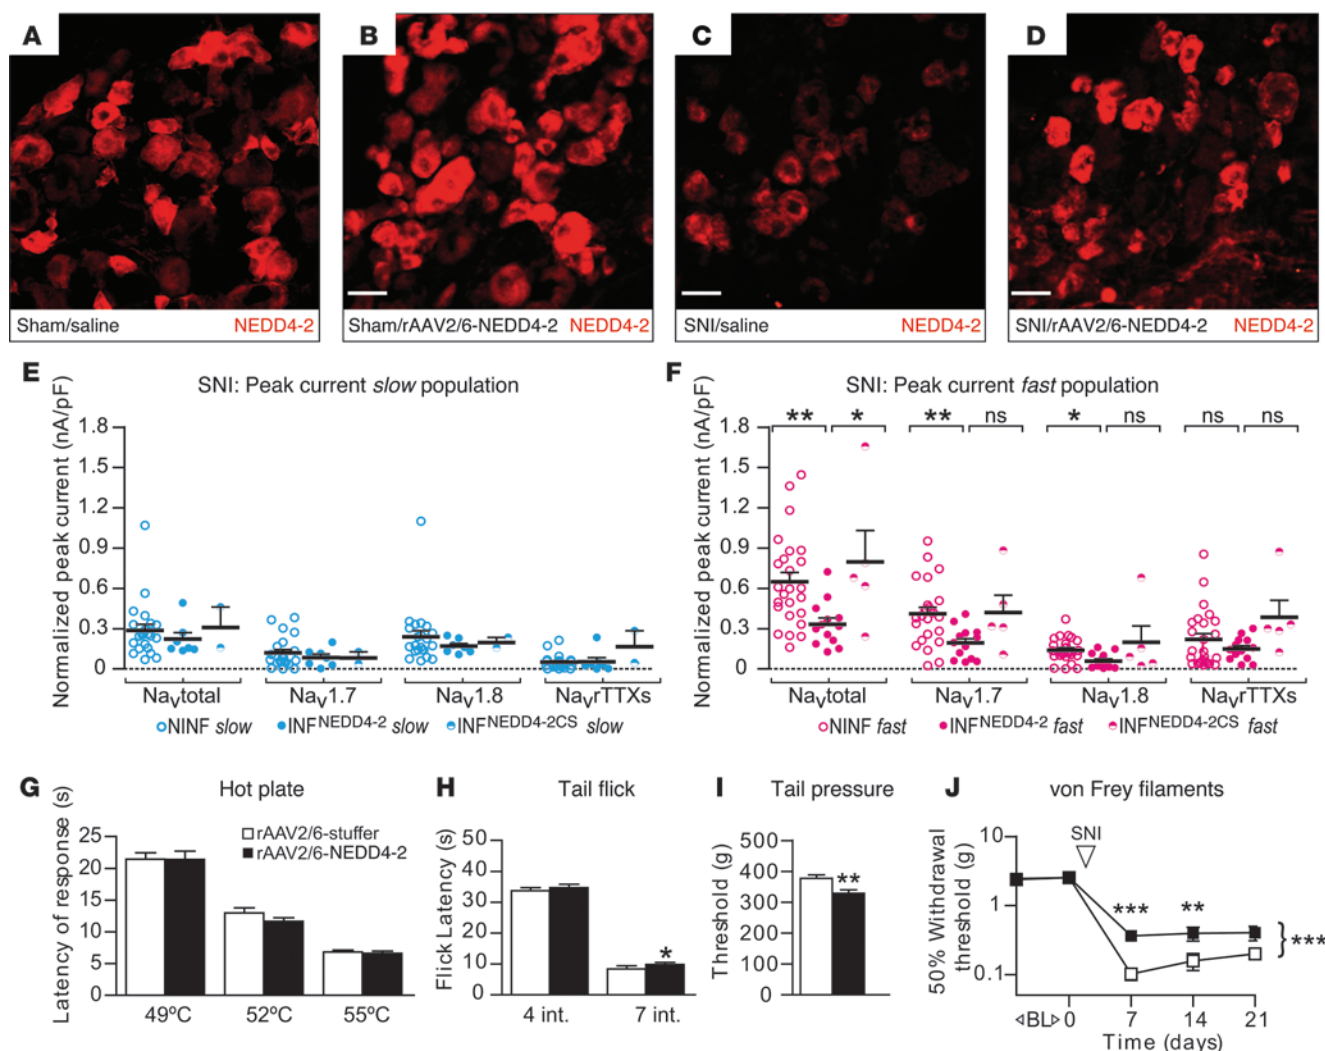 A
B
C
D
Sham/saline NEDD4-2
Sham/rAAV2/6-NEDD4-2 NEDD4-2
SNI/saline NEDD4-2
SNI/rAAV2/6-NEDD4-2 NEDD4-2
E
SNI: Peak current slow population
Normalized peak current (nA/pF)
1.8
1.5
1.2
0.9
0.6
0.3
0
Navtotal Nav1.7 Nav1.8 NavrTTXs
NINF slow INFNEDD4-2 slow INFNEDD4-2CS slow
F
SNI: Peak current fast population
Normalized peak current (nA/pF)
** * ** ns * ns ns ns
1.8
1.5
1.2
0.9
0.6
0.3
0
Navtotal Nav1.7 Nav1.8 NavrTTXs
NINF fast INFNEDD4-2 fast INFNEDD4-2CS fast
G
Hot plate
Latency of response (s)
rAAV2/6-stuffer
rAAV2/6-NEDD4-2
25
20
15
10
5
0
49ºC 52ºC 55ºC
H
Tail flick
Flick Latency (s)
50
40
30
20
10
0
*
4 int. 7 int.
I
Tail pressure
Threshold (g)
500
400
300
200
100
0
**
J
von Frey filaments
50% Withdrawal
threshold (g)
10
1
0.1
SNI
*** **
***
BL 0 7 14 21
Time (days)